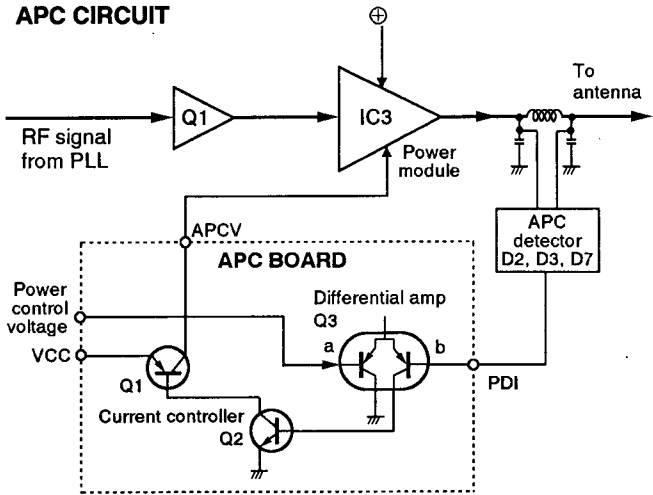 APC CIRCUIT
To
antenna
Q1
IC3
RF signal
from PLL
Power
module
APCV
APC
detector
D2, D3, D7
APC BOARD
Power
control
voltage
Differential amp
Q3
a
b
VCC
PDI
Q1
Current controller
Q2